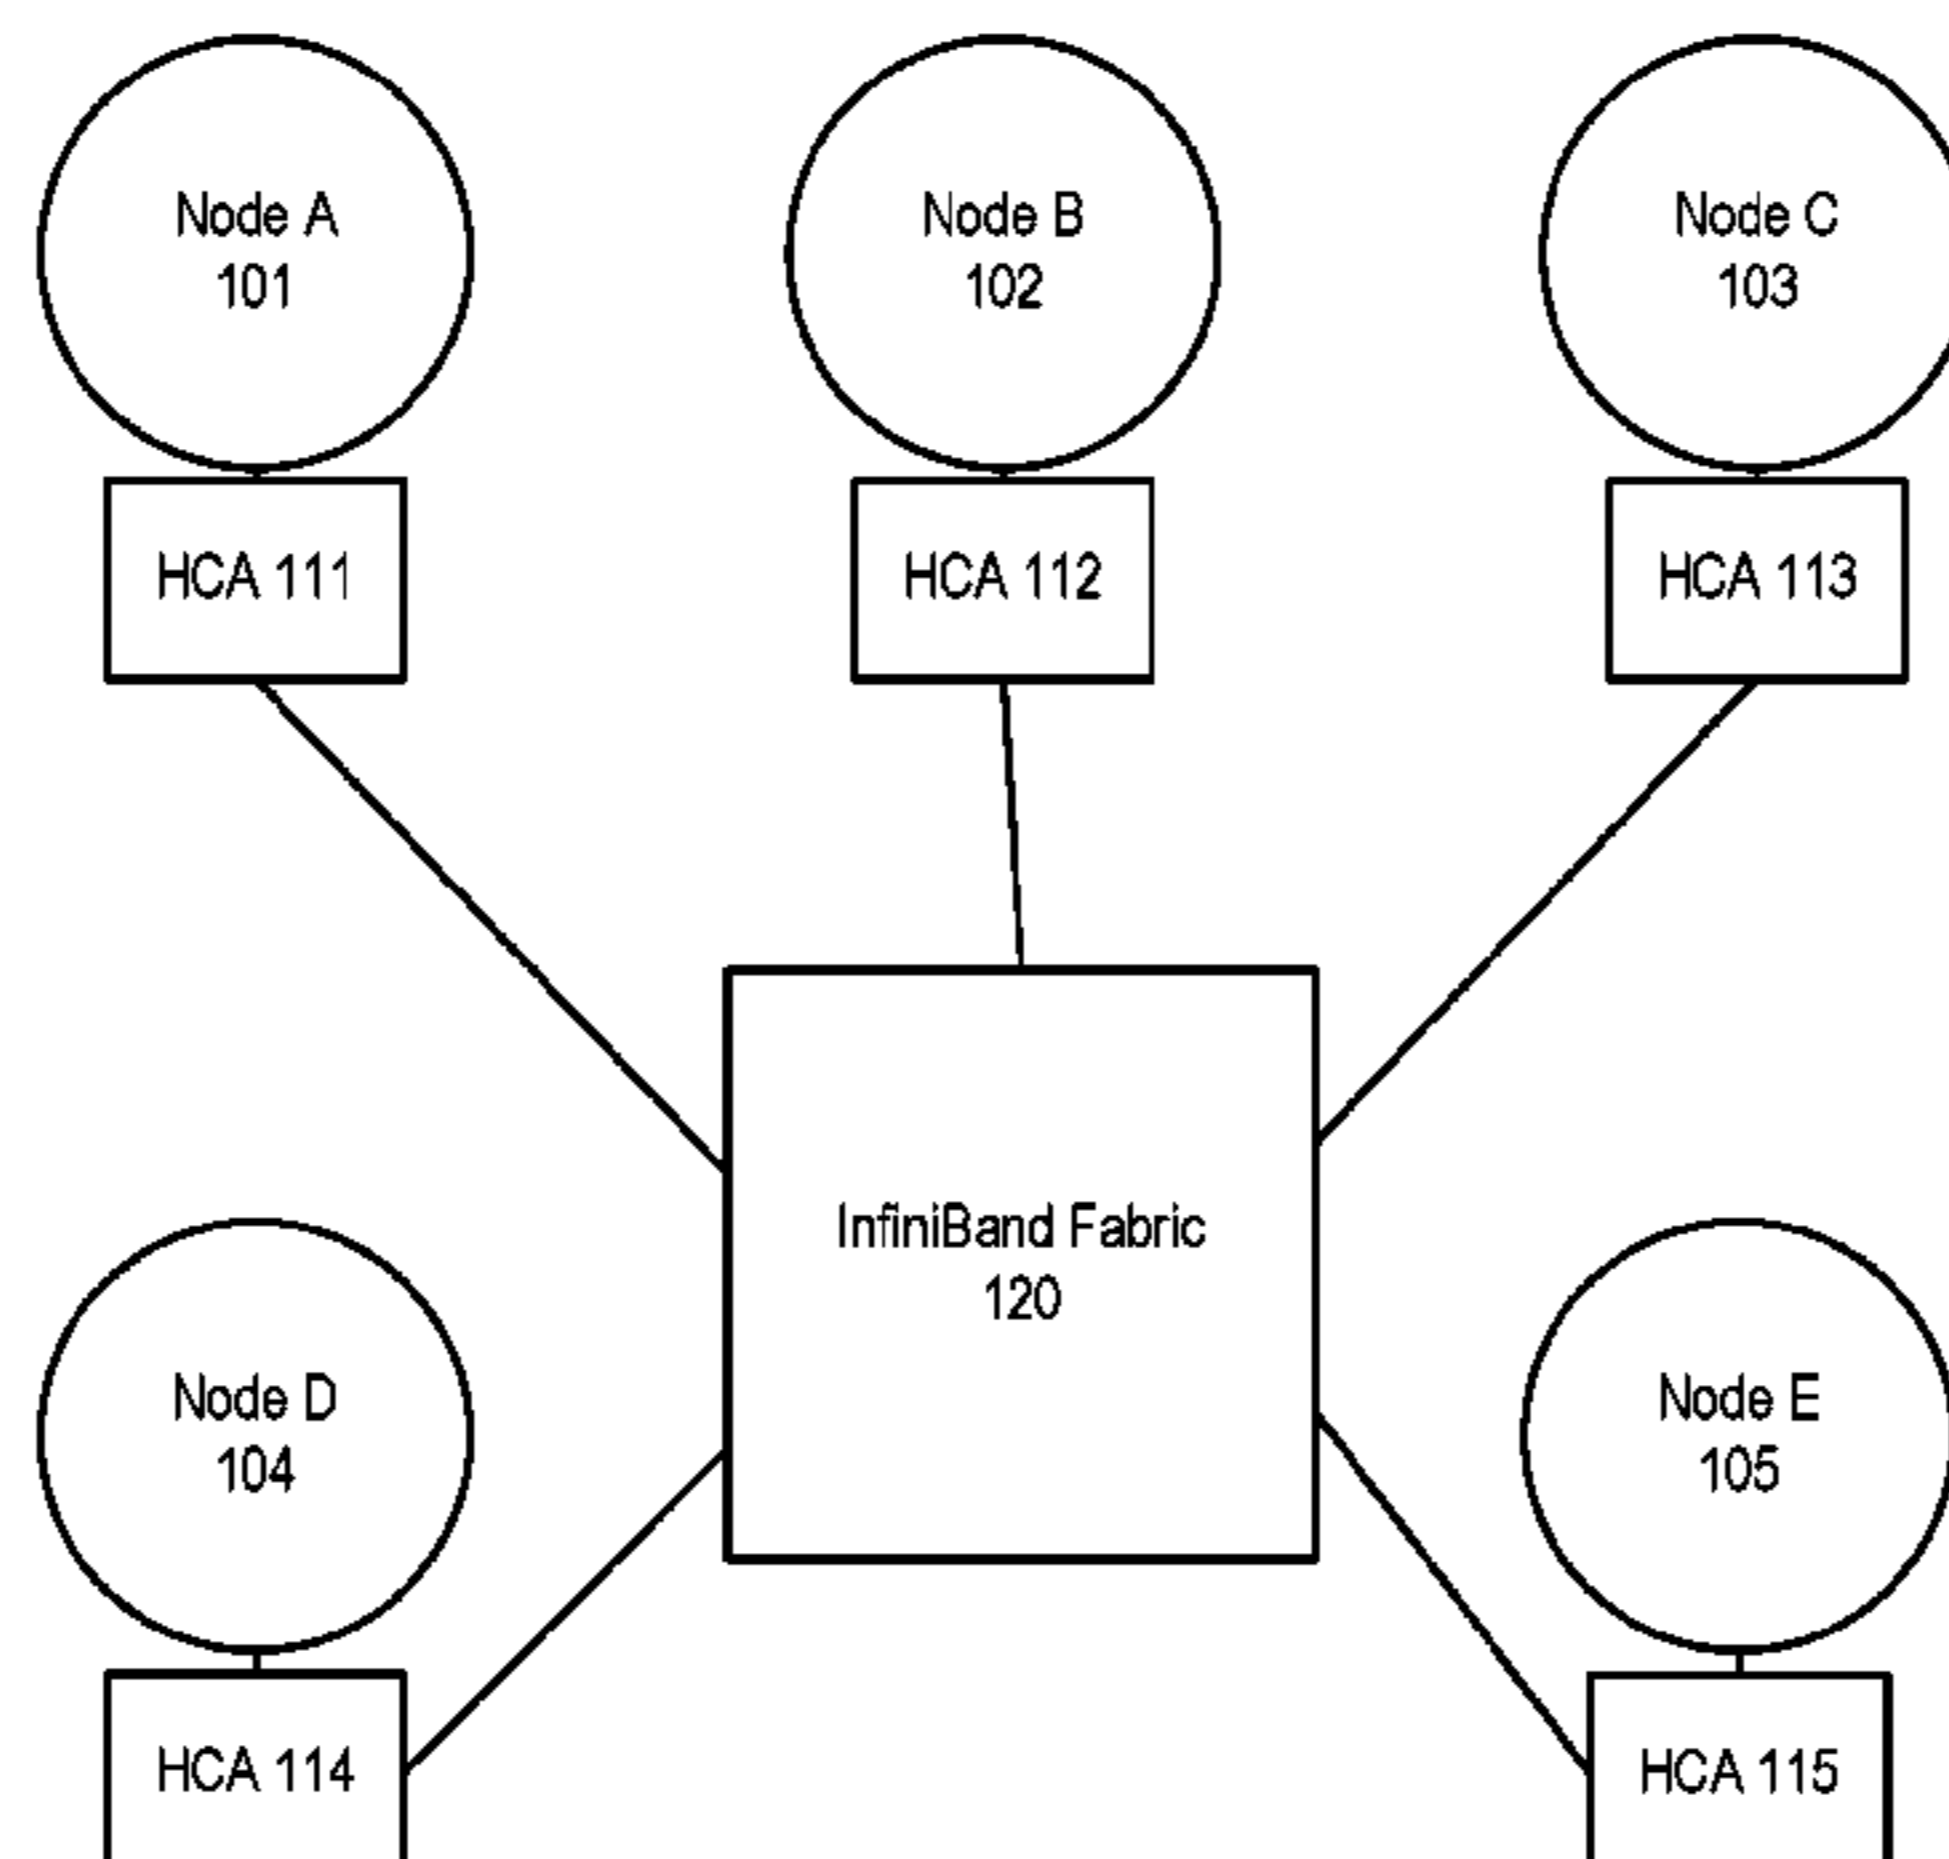 Node A
101
Node B
102
Node C
103
HCA 111
HCA 112
HCA 113
InfiniBand Fabric
120
Node D
104
Node E
105
HCA 114
HCA 115